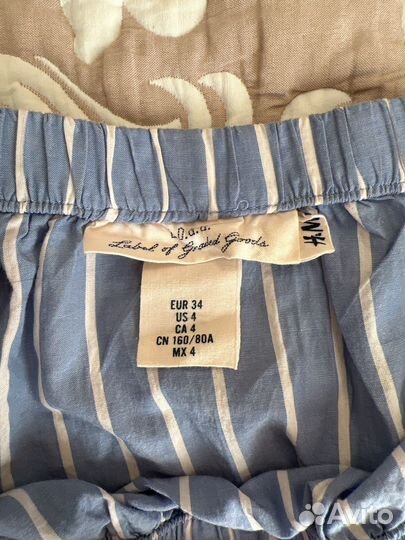 L.O.G.G.
Label of Graded Goods
H&M
EUR 34
US 4
CA 4
CN 160/80A
MX 4
Avito